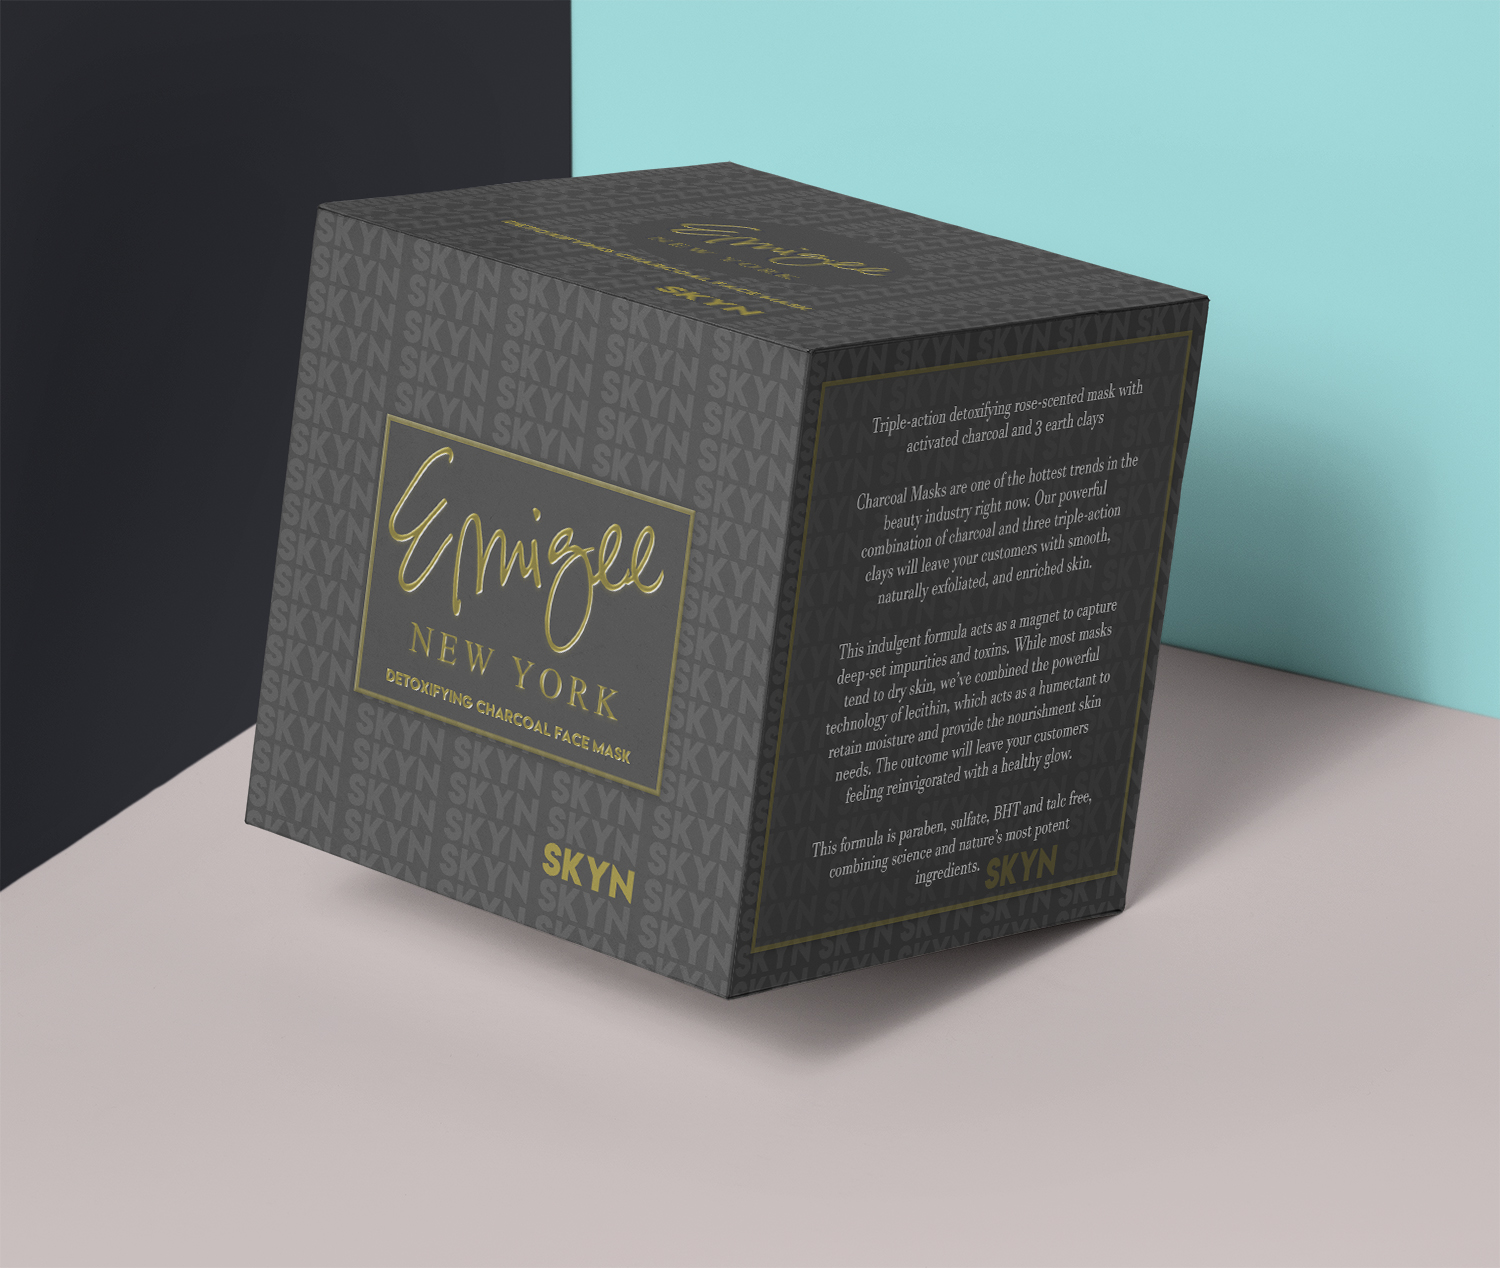 Emigee
NEW YORK
DETOXIFYING CHARCOAL FACE MASK
SKYN
Emigee
NEW YORK
DETOXIFYING CHARCOAL FACE MASK
SKYN
Triple-action detoxifying rose-scented mask with
activated charcoal and 3 earth clays
Charcoal Masks are one of the hottest trends in the
beauty industry right now. Our powerful
combination of charcoal and three triple-action
clays will leave your customers with smooth,
naturally exfoliated, and enriched skin.
This indulgent formula acts as a magnet to capture
deep-set impurities and toxins. While most masks
tend to dry skin, we've combined the powerful
technology of lecithin, which acts as a humectant to
retain moisture and provide the nourishment skin
needs. The outcome will leave your customers
feeling reinvigorated with a healthy glow.
This formula is paraben, sulfate, BHT and talc free,
combining science and nature's most potent
ingredients.
SKYN